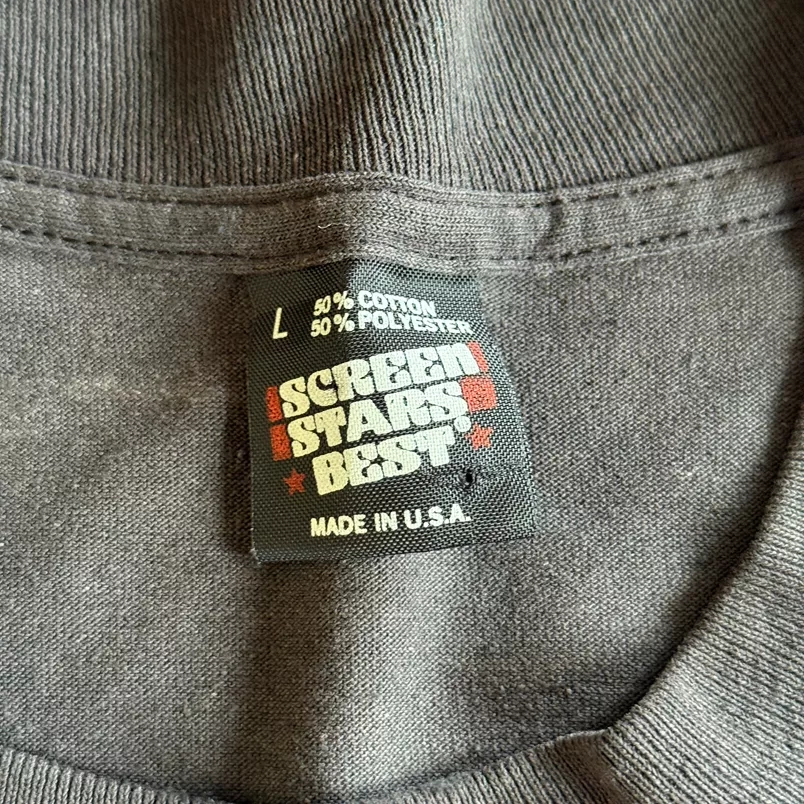 L 50% COTTON
50% POLYESTER
SCREEN
STARS
BEST®
MADE IN U.S.A.